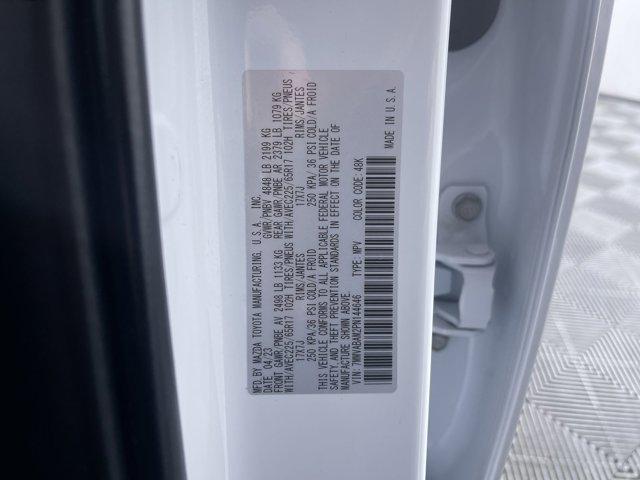 MFD.BY MAZDA TOYOTA MANUFACTURING, U.S.A. INC.
DATE 04/23 GWR/PNBV 4848 LB 2199 KG
FRONT GAWR/PNBE AV 2498 LB 1133 KG REAR GAWR/PNBE AR 2379 LB 1079 KG
WITH/AVEC225/65R17 102H TIRES/PNEUS WITH/AVEC225/65R17 102H TIRES/PNEUS
17X7J RIMS/JANTES 17X7J RIMS/JANTES
250 KPA/36 PSI COLD/A FROID 250 KPA/ 36 PSI COLD/A FROID
THIS VEHICLE CONFORMS TO ALL APPLICABLE FEDERAL MOTOR VEHICLE
SAFETY, AND THEFT PREVENTION STANDARDS IN EFFECT ON THE DATE OF
MANUFACTURE SHOWN ABOVE.
VIN: 7MMVABAM2PN144646 TYPE: MPV COLOR CODE: 48K
MADE IN U.S.A.